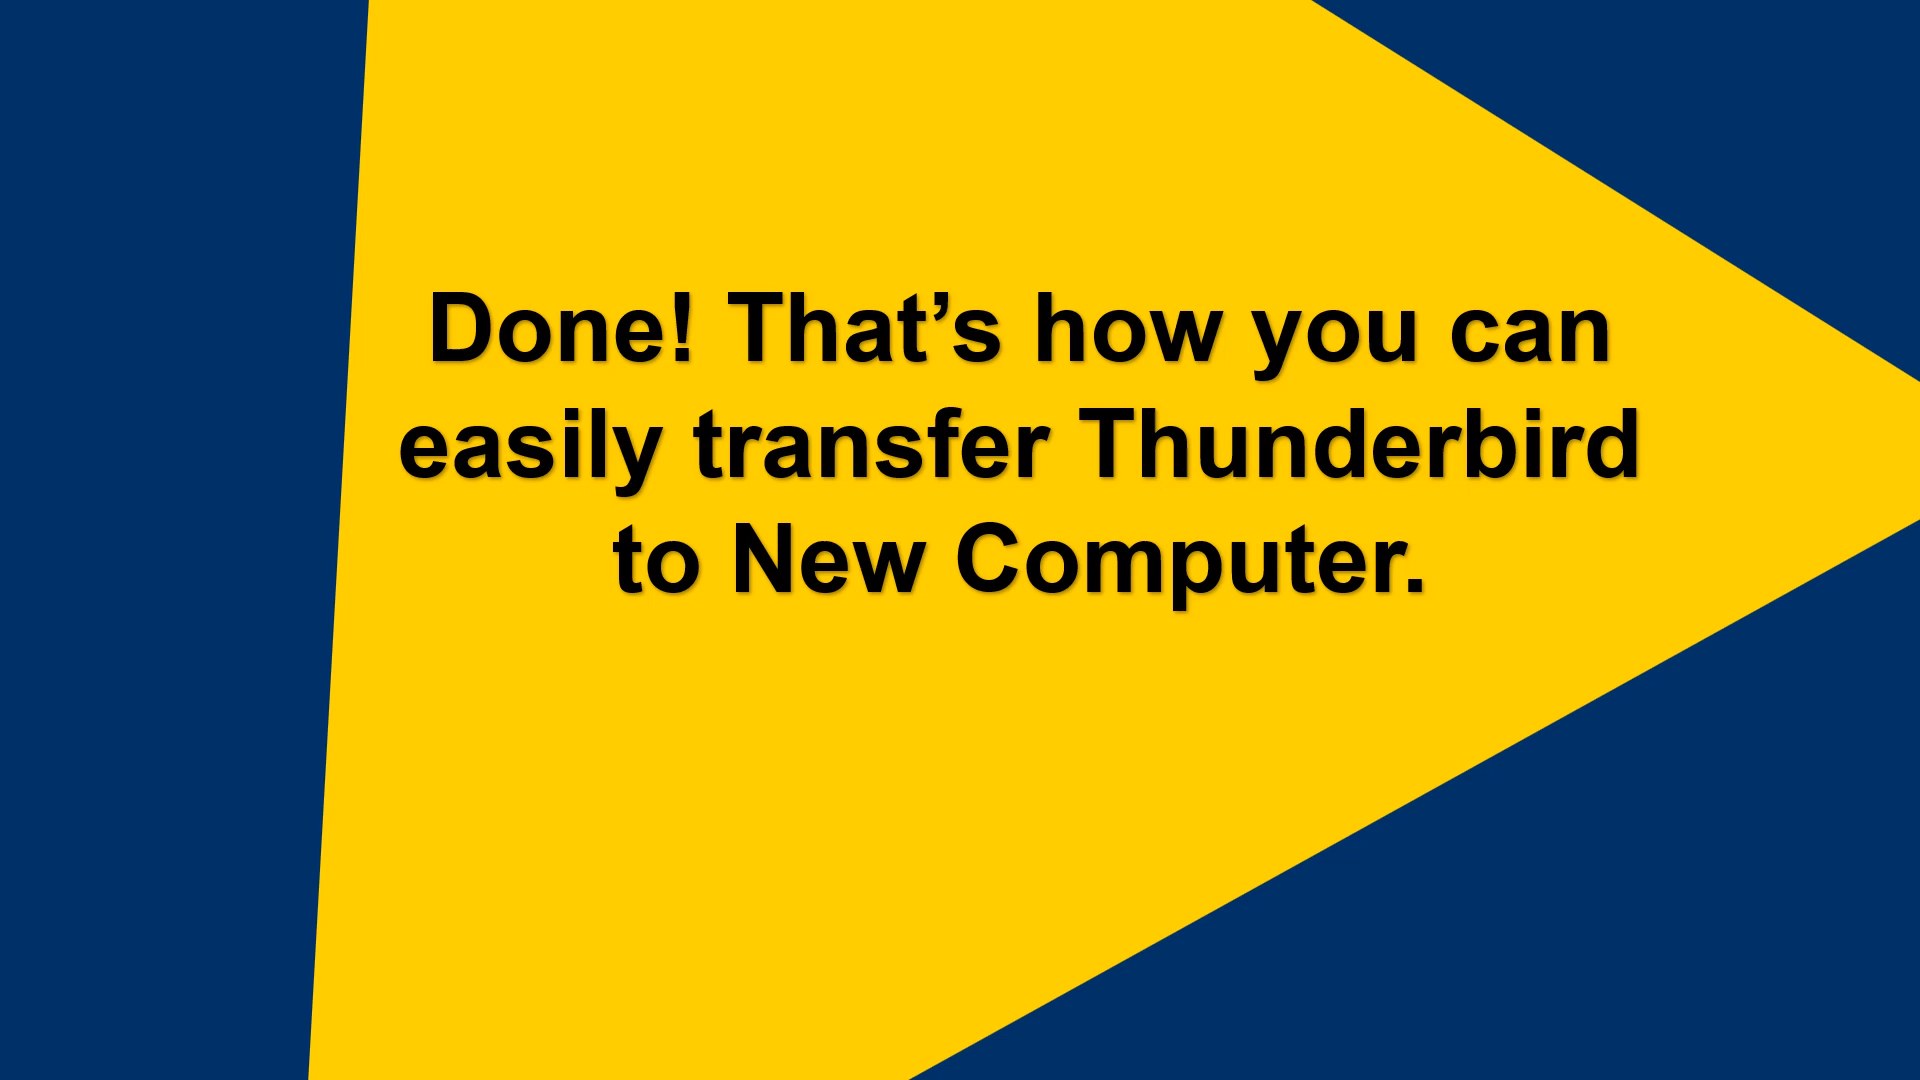 Done! That’s how you can
easily transfer Thunderbird
to New Computer.